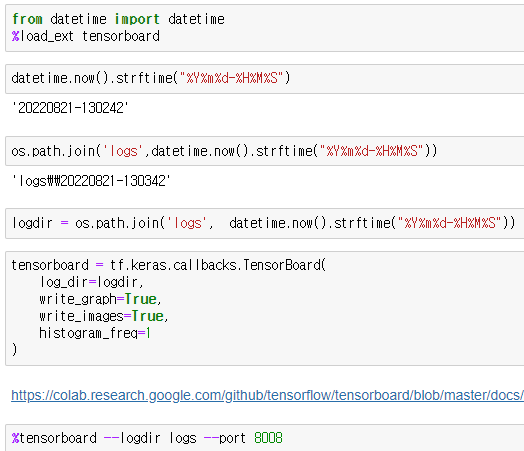 from datetime import datetime
%load_ext tensorboard
datetime.now().strftime("%Y%m%d-%H%M%S")
'20220821-130242'
os.path.join('logs',datetime.now().strftime("%Y%m%d-%H%M%S"))
'logs₩₩20220821-130342'
logdir = os.path.join('logs',  datetime.now().strftime("%Y%m%d-%H%M%S"))
tensorboard = tf.keras.callbacks.TensorBoard(
    log_dir=logdir,
    write_graph=True,
    write_images=True,
    histogram_freq=1
)
https://colab.research.google.com/github/tensorflow/tensorboard/blob/master/docs/
%tensorboard --logdir logs --port 8008